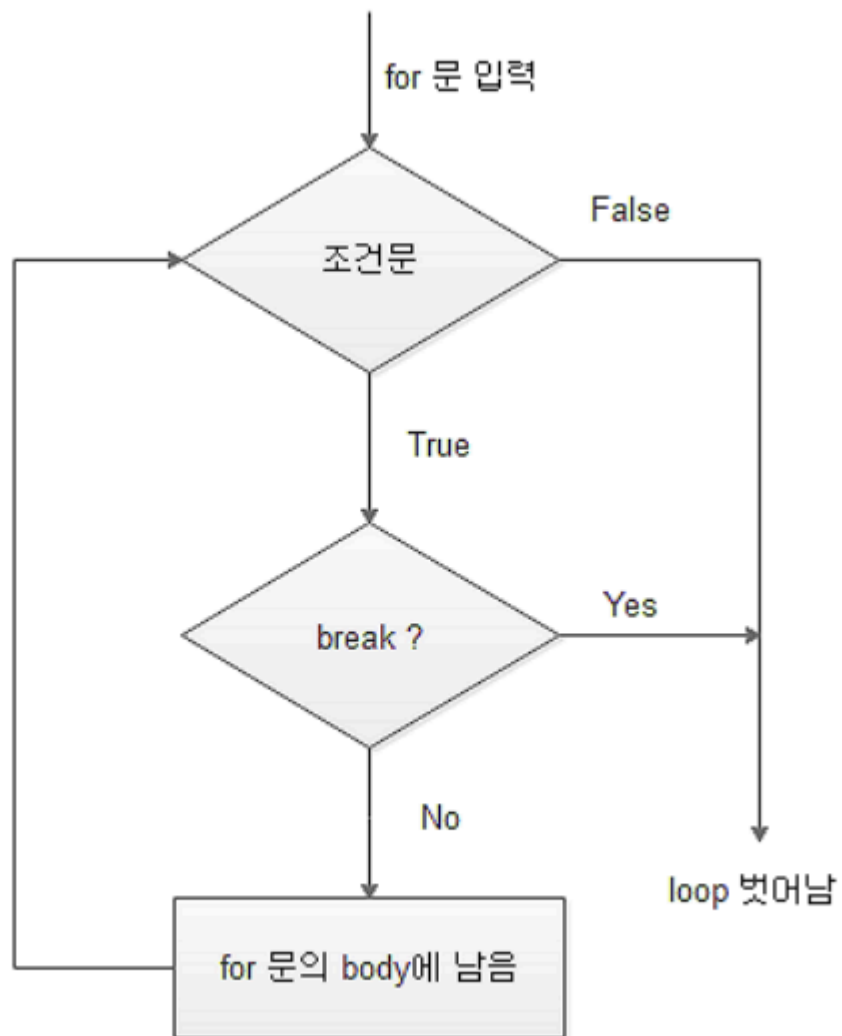 for 문 입력
False
조건문
True
Yes
break ?
No
loop 벗어남
for 문의 body에 남음